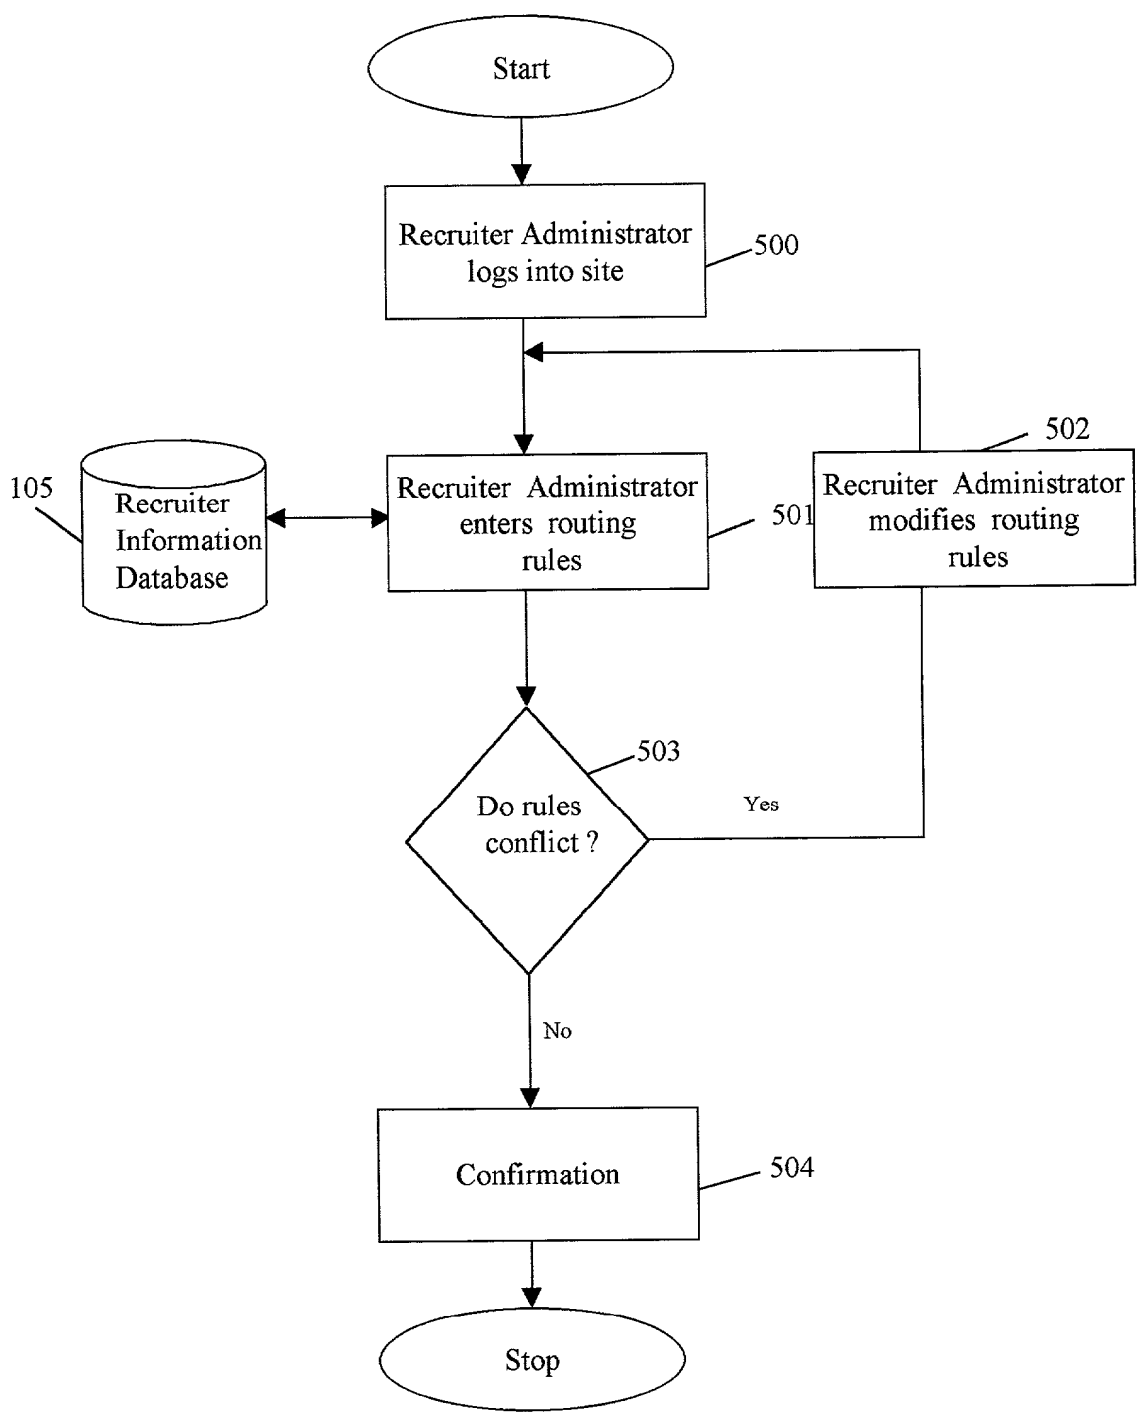 Start
Recruiter Administrator
logs into site
500
502
105
Recruiter
Information
Database
Recruiter Administrator
enters routing
rules
501
Recruiter Administrator
modifies routing
rules
503
Do rules
conflict ?
Yes
No
Confirmation
504
Stop